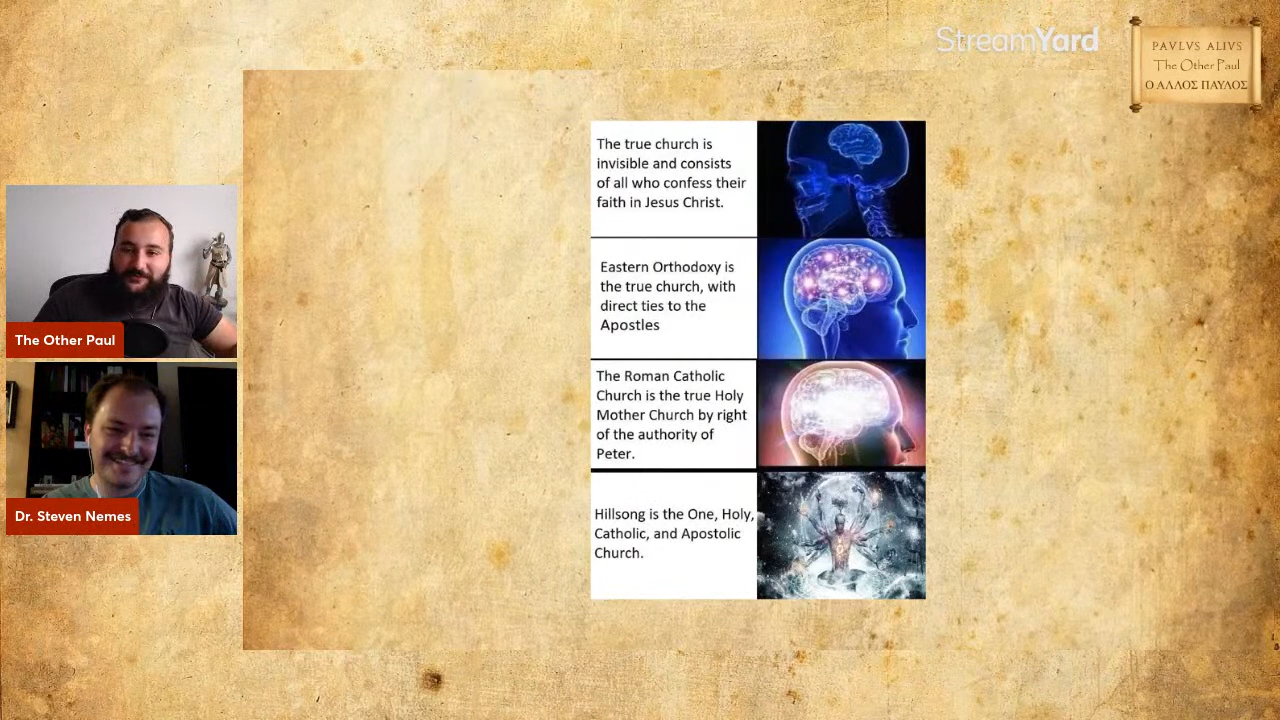 StreamYard
PAVLVS ALIVS
The Other Paul
Ο ΑΛΛΟΣ ΠΑΥΛΟΣ
The true church is
invisible and consists
of all who confess their
faith in Jesus Christ.
Eastern Orthodoxy is
the true church, with
direct ties to the
Apostles
The Roman Catholic
Church is the true Holy
Mother Church by right
of the authority of
Peter.
Hillsong is the One, Holy,
Catholic, and Apostolic
Church.
The Other Paul
Dr. Steven Nemes